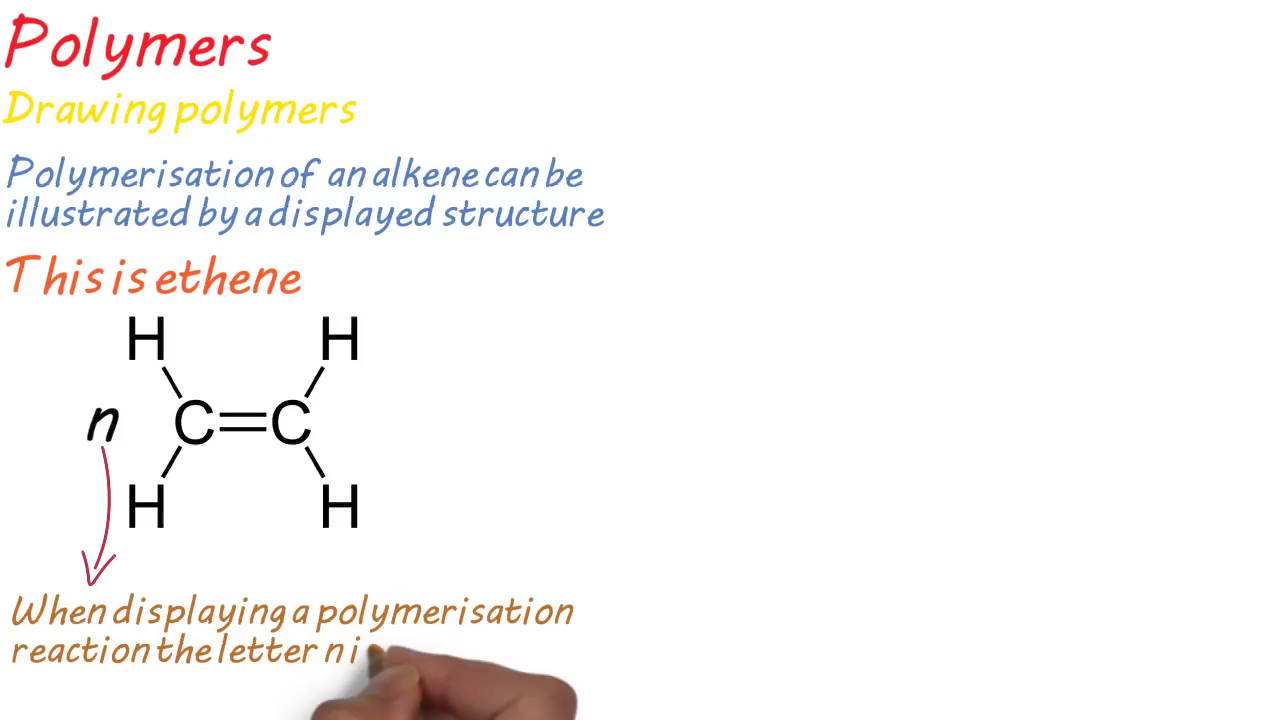 Polymers
Drawing polymers
Polymerisation of an alkene can be
illustrated by a displayed structure
This is ethene
H H
n C=C
H H
When displaying a polymerisation
reaction the letter n i